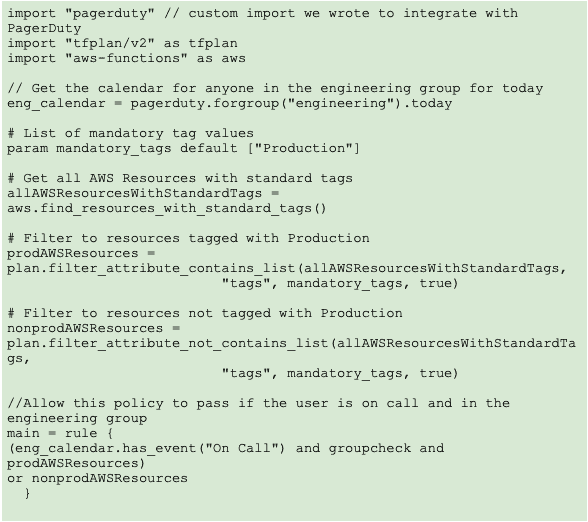 import "pagerduty" // custom import we wrote to integrate with
PagerDuty
import "tfplan/v2" as tfplan
import "aws-functions" as aws
// Get the calendar for anyone in the engineering group for today
eng_calendar = pagerduty.forgroup("engineering").today
# List of mandatory tag values
param mandatory_tags default ["Production"]
# Get all AWS Resources with standard tags
allAWSResourcesWithStandardTags =
aws.find_resources_with_standard_tags()
# Filter to resources tagged with Production
prodAWSResources =
plan.filter_attribute_contains_list(allAWSResourcesWithStandardTags,
"tags", mandatory_tags, true)
# Filter to resources not tagged with Production
nonprodAWSResources =
plan.filter_attribute_not_contains_list(allAWSResourcesWithStandardTa
gs,
"tags", mandatory_tags, true)
//Allow this policy to pass if the user is on call and in the
engineering group
main = rule {
(eng_calendar.has_event("On Call") and groupcheck and
prodAWSResources)
or nonprodAWSResources
}